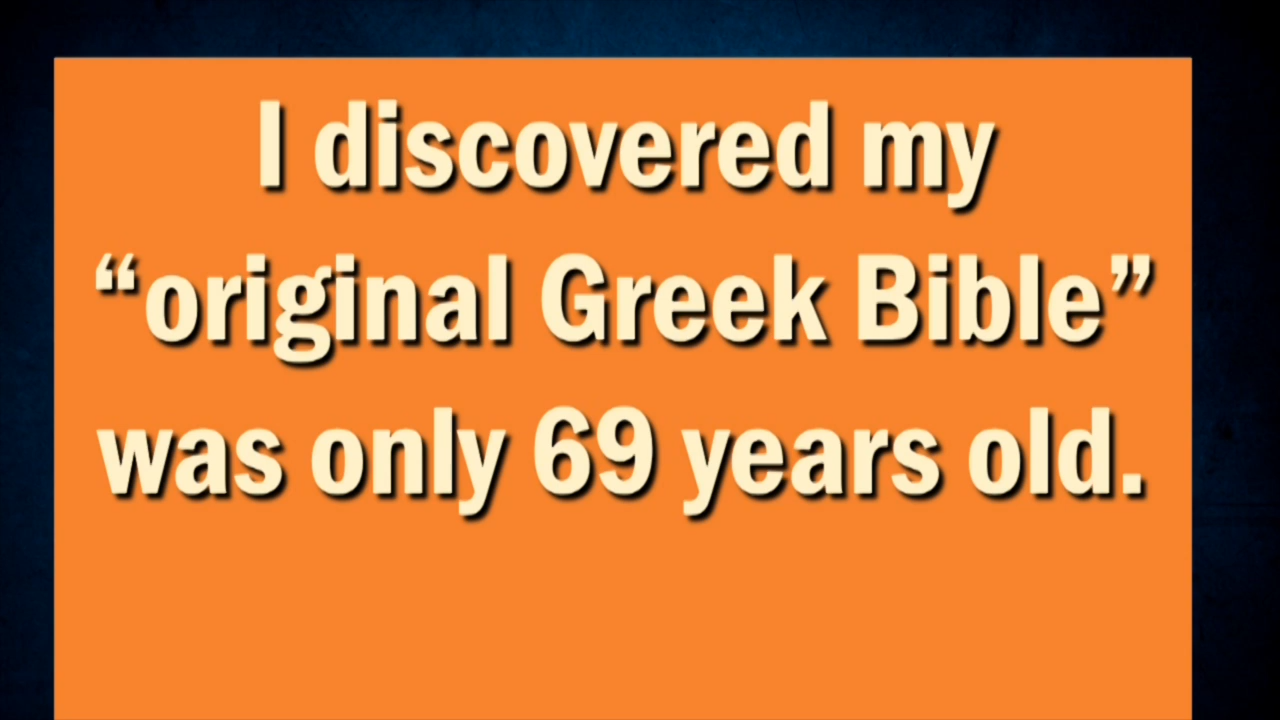 I discovered my
“original Greek Bible”
was only 69 years old.